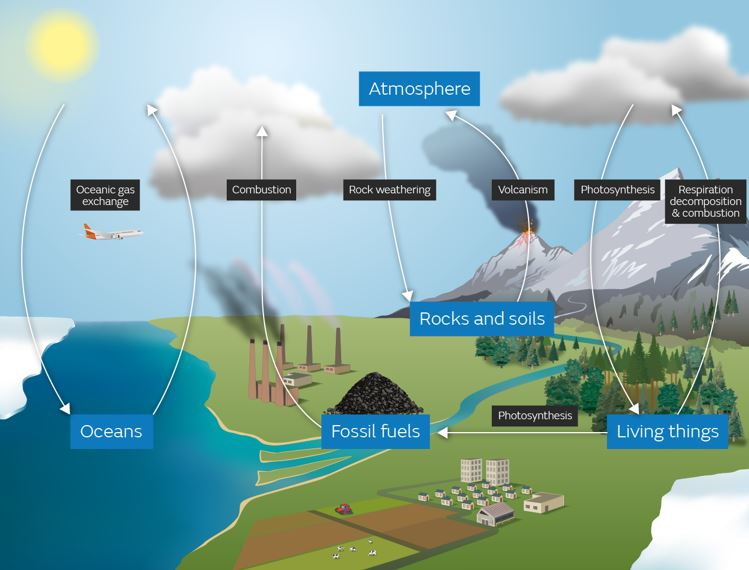 Atmosphere
Oceanic gas
exchange
Combustion
Rock weathering
Volcanism
Photosynthesis
Respiration
decomposition
& combustion
Rocks and soils
Photosynthesis
Oceans
Fossil fuels
Living things